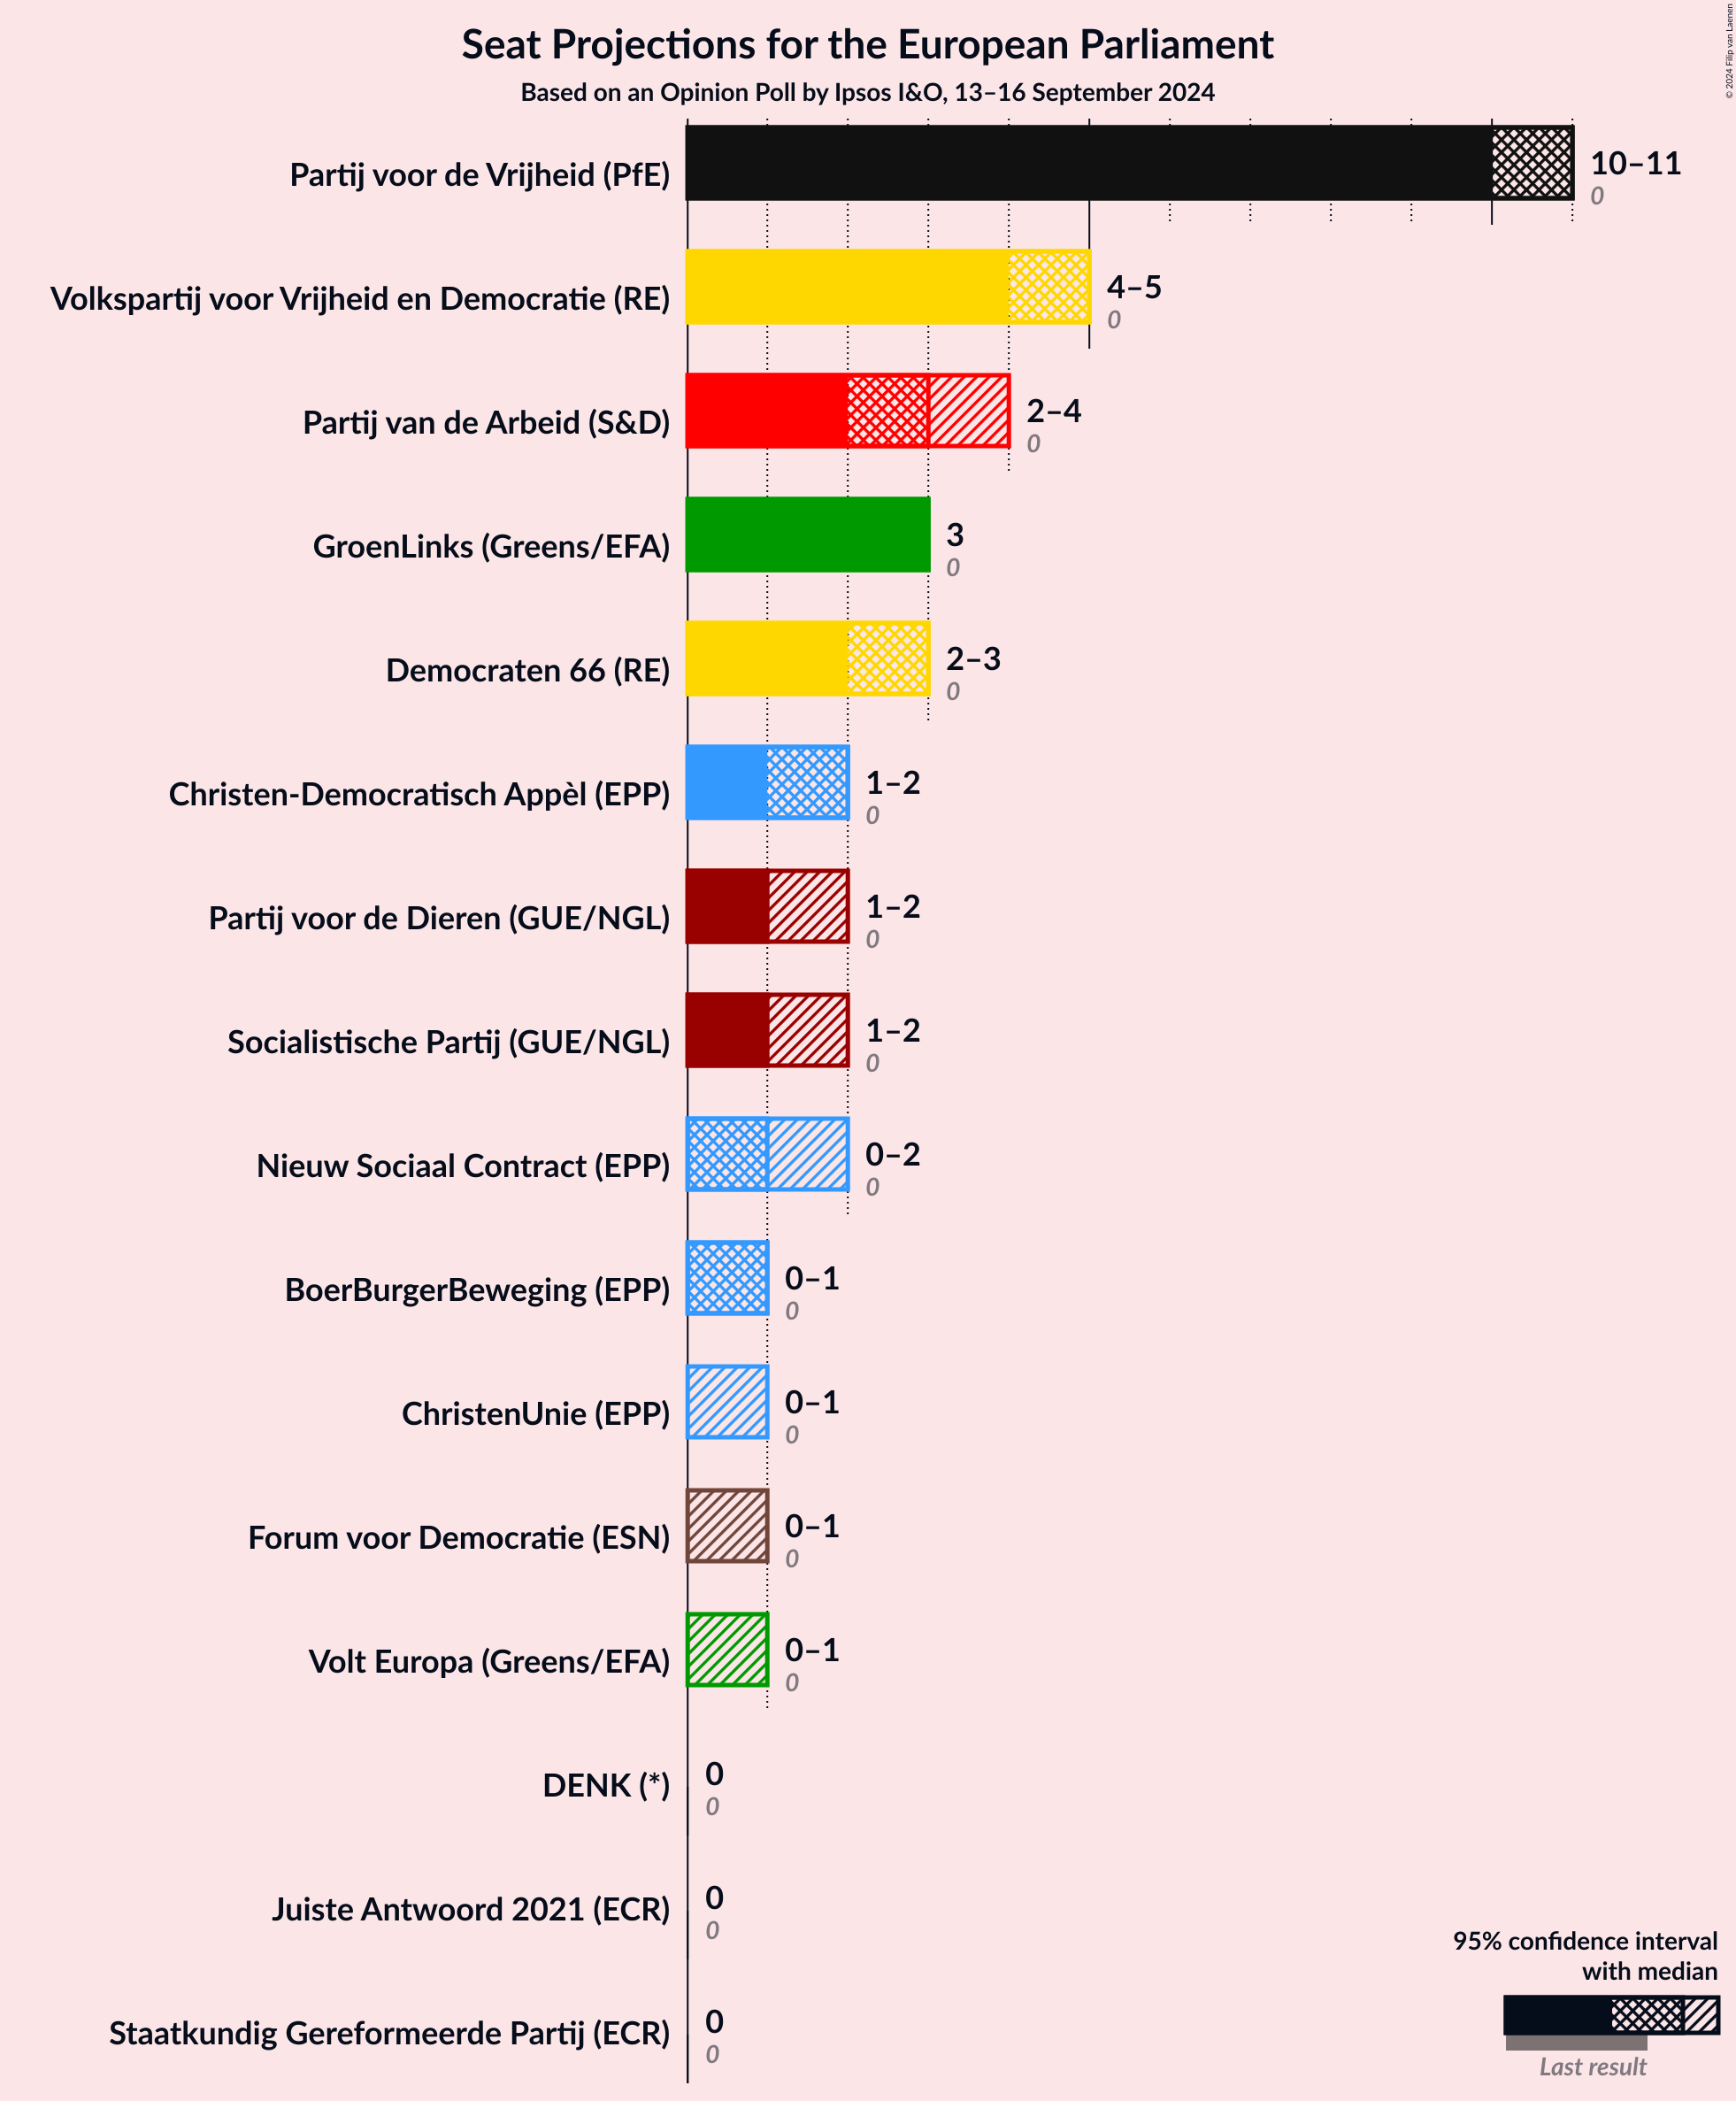 Seat Projections for the European Parliament
Based on an Opinion Poll by Ipsos I&O, 13–16 September 2024
© 2024 Filip van Laenen
Partij voor de Vrijheid (PfE)
10–11
0
Volkspartij voor Vrijheid en Democratie (RE)
4–5
0
Partij van de Arbeid (S&D)
2–4
0
GroenLinks (Greens/EFA)
3
0
Democraten 66 (RE)
2–3
0
Christen-Democratisch Appèl (EPP)
1–2
0
Partij voor de Dieren (GUE/NGL)
1–2
0
Socialistische Partij (GUE/NGL)
1–2
0
Nieuw Sociaal Contract (EPP)
0–2
0
BoerBurgerBeweging (EPP)
0–1
0
ChristenUnie (EPP)
0–1
0
Forum voor Democratie (ESN)
0–1
0
Volt Europa (Greens/EFA)
0–1
0
DENK (*)
0
0
Juiste Antwoord 2021 (ECR)
0
0
Staatkundig Gereformeerde Partij (ECR)
0
0
95% confidence interval
with median
Last result